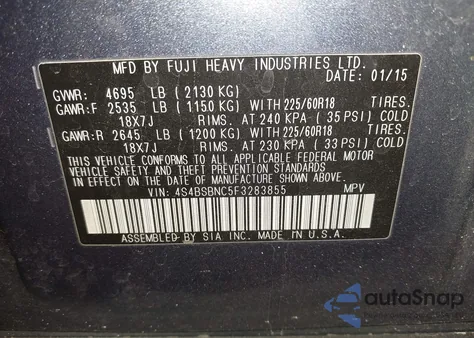 MFD BY FUJI HEAVY INDUSTRIES LTD.
DATE: 01/15
GVWR: 4695 LB (2130 KG)
GAWR:F 2535 LB (1150 KG) WITH 225/60R18 TIRES.
18X7J RIMS. AT 240 KPA (35 PSI) COLD
GAWR:R 2645 LB (1200 KG) WITH 225/60R18 TIRES.
18X7J RIMS. AT 230 KPA (33 PSI) COLD
THIS VEHICLE CONFORMS TO ALL APPLICABLE FEDERAL MOTOR
VEHICLE SAFETY AND THEFT PREVENTION STANDARDS IN EFFECT
ON THE DATE OF MANUFACTURE SHOWN ABOVE.
VIN: 4S4BSBNC5F3283855 MPV
ASSEMBLED BY SIA INC. MADE IN U.S.A.
autoSnap